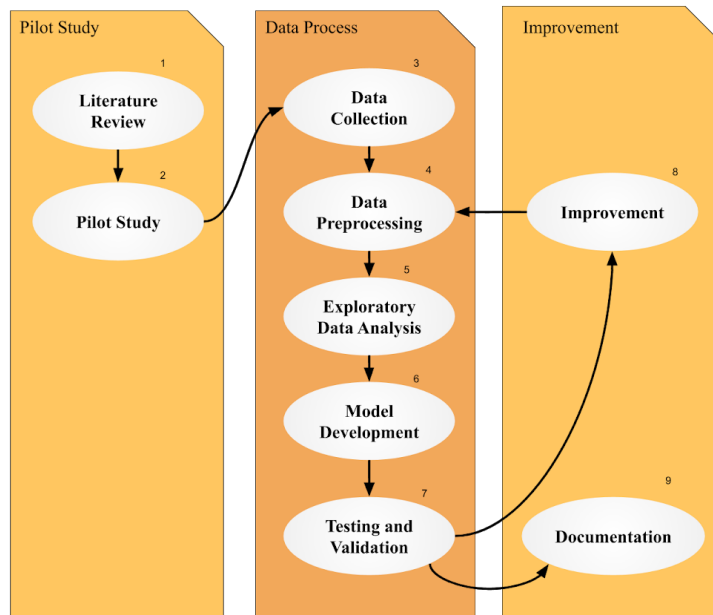 Pilot Study
1
Literature
Review
2
Pilot Study
Data Process
3
Data
Collection
4
Data
Preprocessing
5
Exploratory
Data Analysis
6
Model
Development
7
Testing and
Validation
Improvement
8
Improvement
9
Documentation